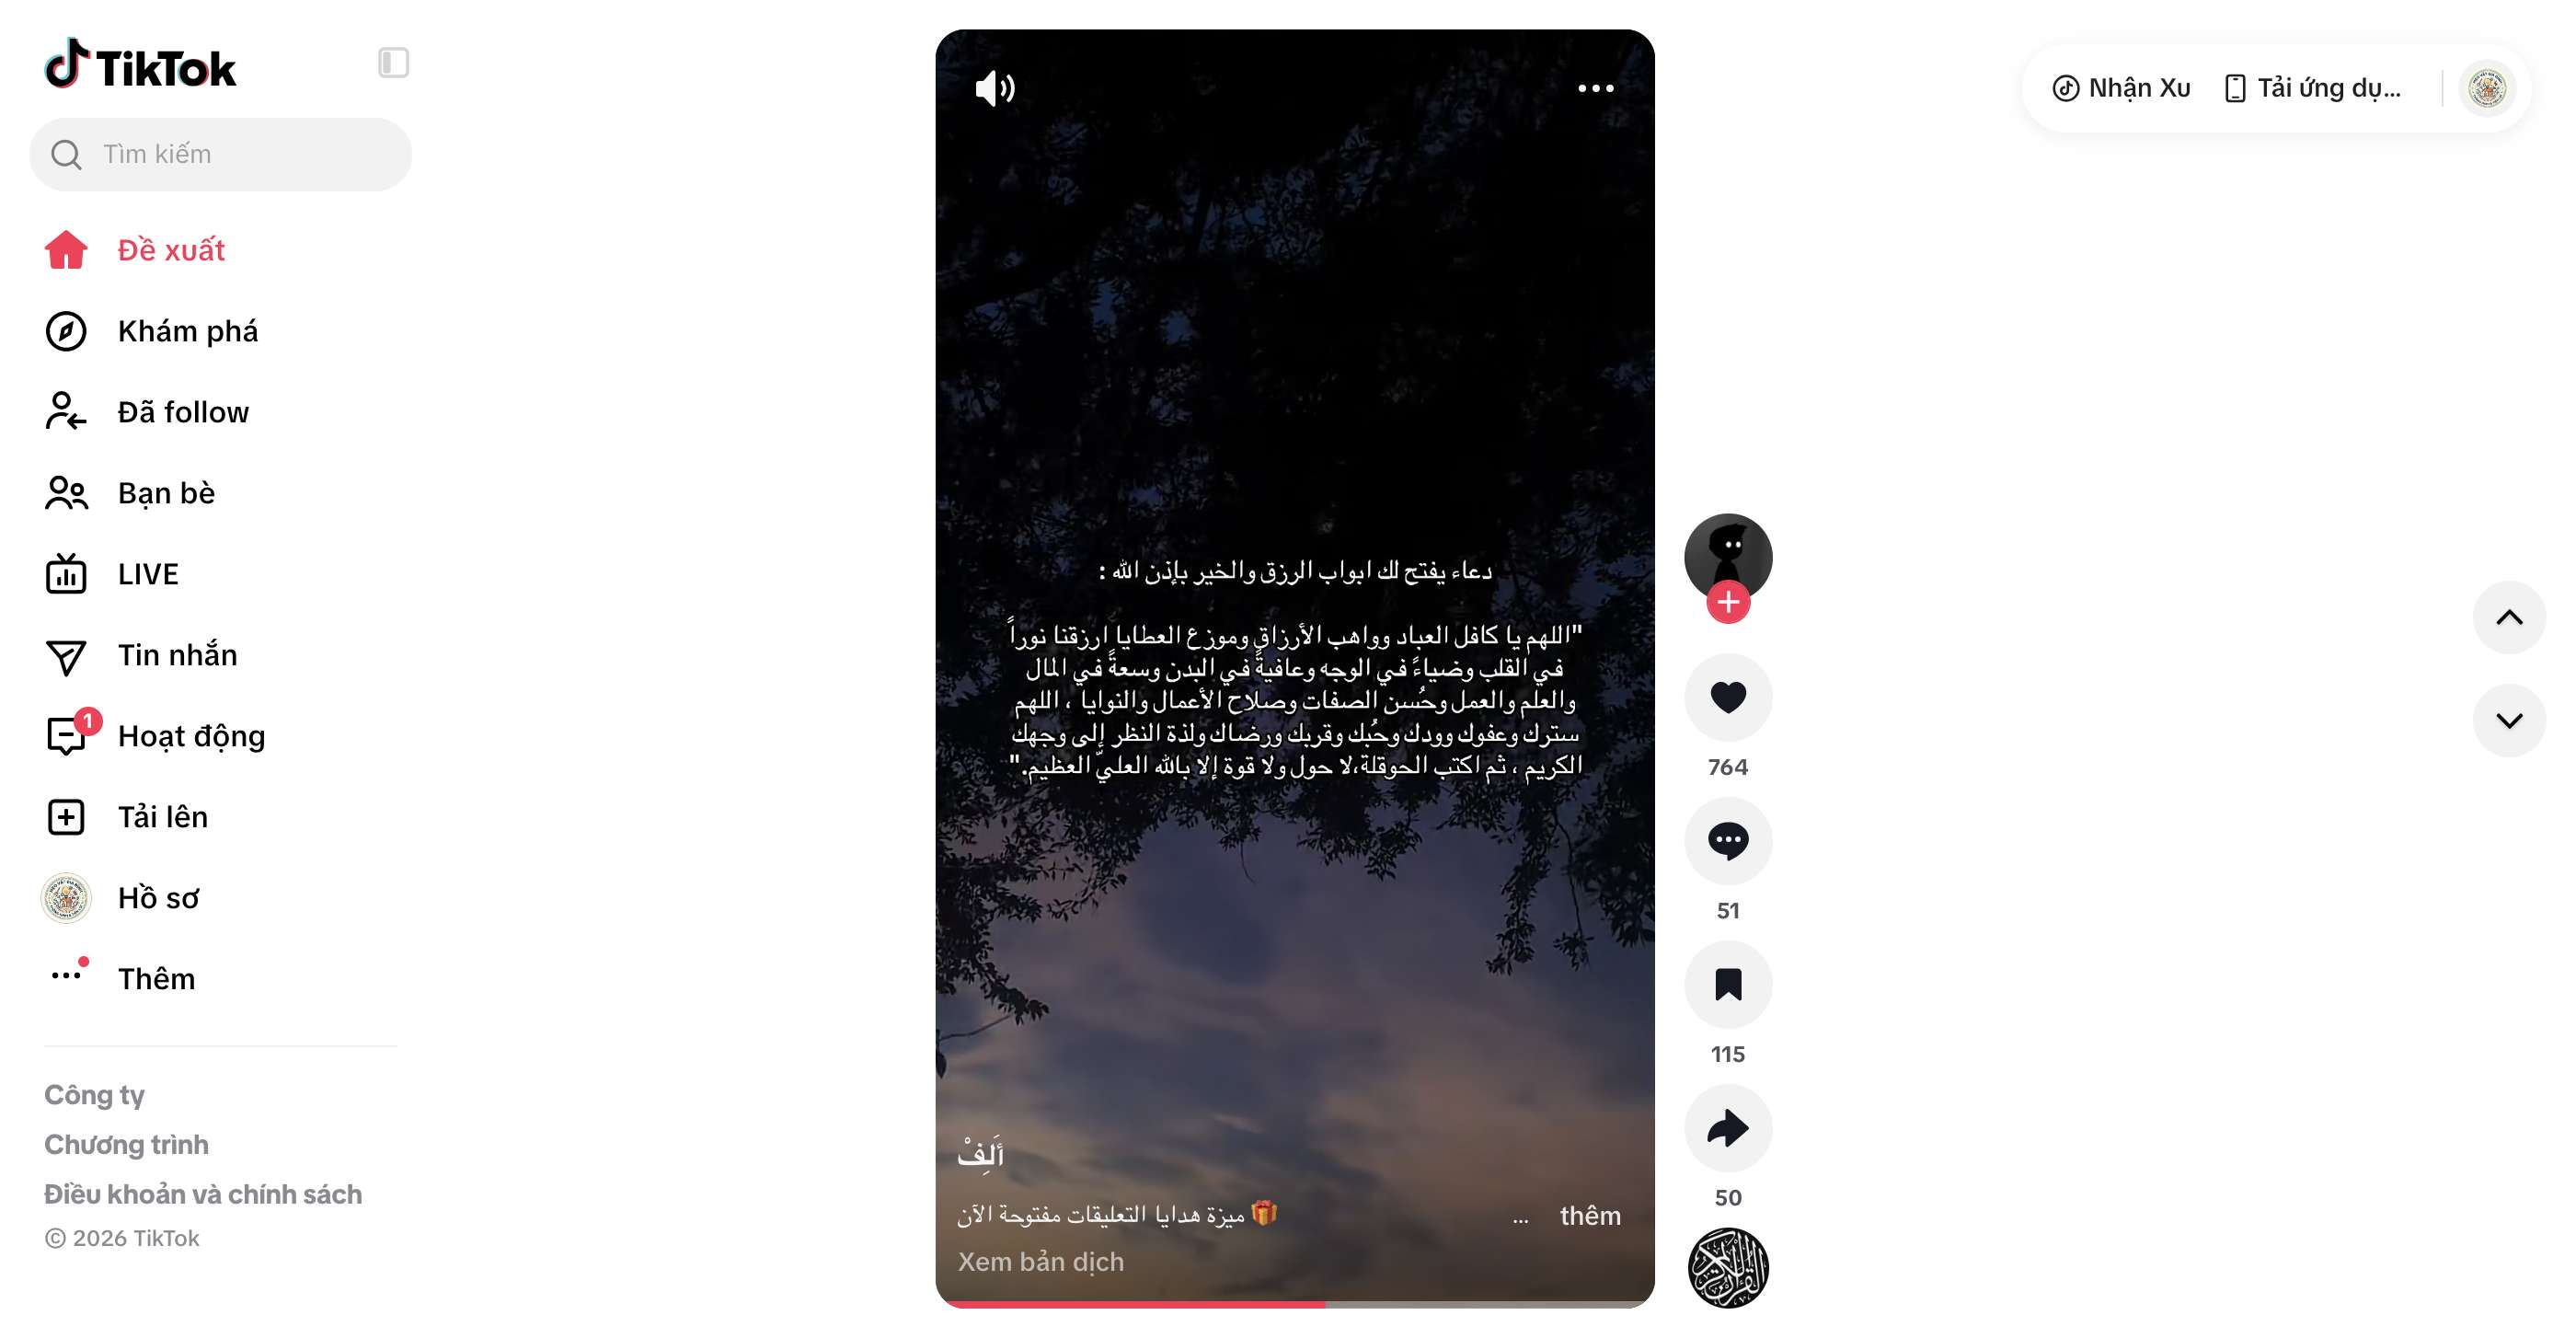 TikTok
Tìm kiếm
Đề xuất
Khám phá
Đã follow
Bạn bè
LIVE
Tin nhắn
1
Hoạt động
Tải lên
Hồ sơ
Thêm
Công ty
Chương trình
Điều khoản và chính sách
© 2026 TikTok
دعاء يفتح لك ابواب الرزق والخير بإذن الله :
"اللهم يا كافل العباد وواهب الأرزاق وموزع العطايا ارزقنا نوراً
في القلب وضياءً في الوجه وعافيةً في البدن وسعةً في المال
والعلم والعمل وحُسن الصفات وصلاح الأعمال والنوايا ، اللهم
سترك وعفوك وودك وحُبك وقربك ورضاك ولذة النظر إلى وجهك
الكريم ، ثم اكتب الحوقلة،لا حول ولا قوة إلا بالله العليّ العظيم."
أَلِفْ
🎁 ميزة هدايا التعليقات مفتوحة الآن
... thêm
Xem bản dịch
764
51
115
50
Nhận Xu
Tải ứng dụ...